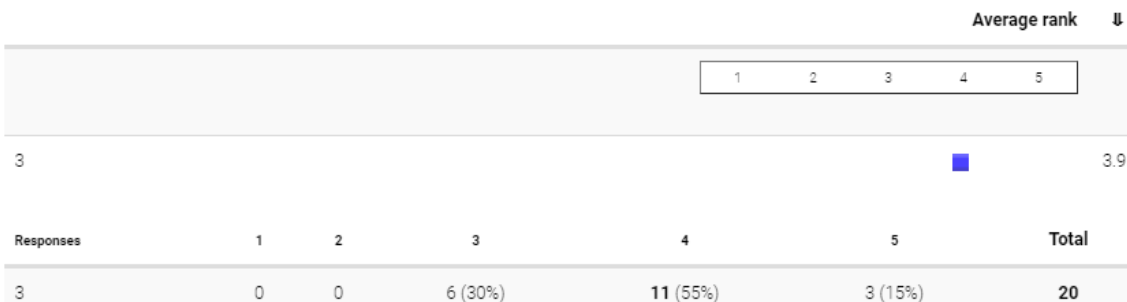 Average rank ⥥
1 2 3 4 5
3 3.9
Responses 1 2 3 4 5 Total
3 0 0 6 (30%) 11 (55%) 3 (15%) 20